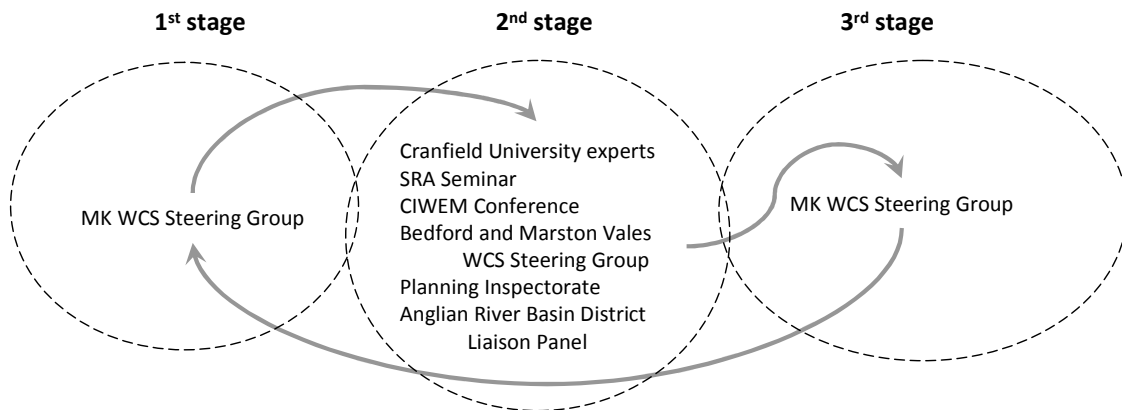 1st stage
2nd stage
3rd stage
MK WCS Steering Group
Cranfield University experts
SRA Seminar
CIWEM Conference
Bedford and Marston Vales
WCS Steering Group
Planning Inspectorate
Anglian River Basin District
Liaison Panel
MK WCS Steering Group